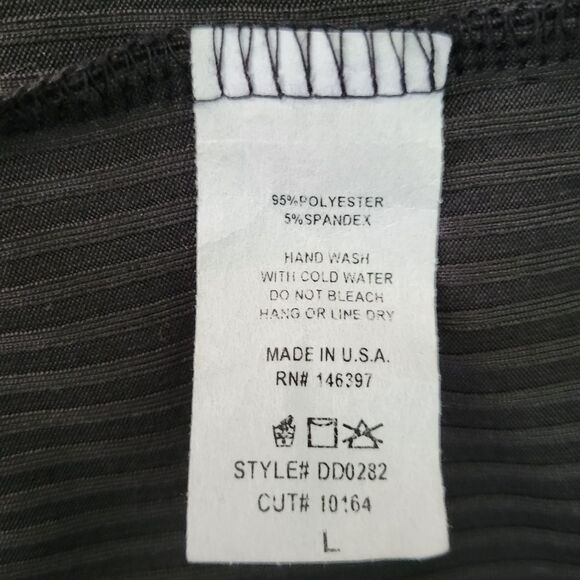 95%POLYESTER
5%SPANDEX
HAND WASH
WITH COLD WATER
DO NOT BLEACH
HANG OR LINE DRY
MADE IN U.S.A.
RN# 146397
STYLE# DD0282
CUT# 10164
L